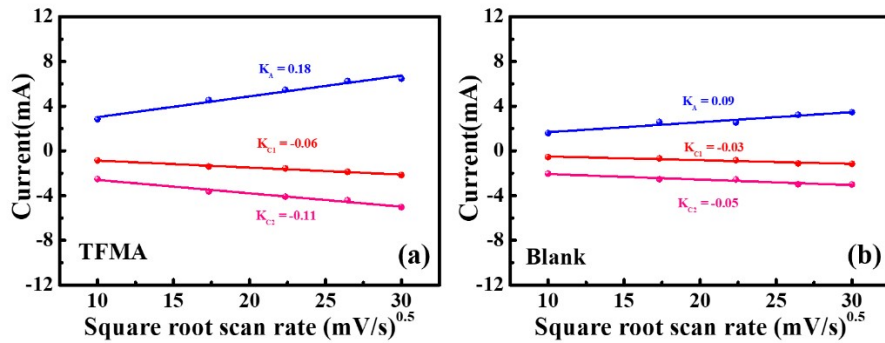 12
8
4
0
-4
-8
-12
Current(mA)
K_A = 0.18
K_C1 = -0.06
K_C2 = -0.11
TFMA
(a)
10 15 20 25 30
Square root scan rate (mV/s)^0.5
12
8
4
0
-4
-8
-12
Current(mA)
K_A = 0.09
K_C1 = -0.03
K_C2 = -0.05
Blank
(b)
10 15 20 25 30
Square root scan rate (mV/s)^0.5